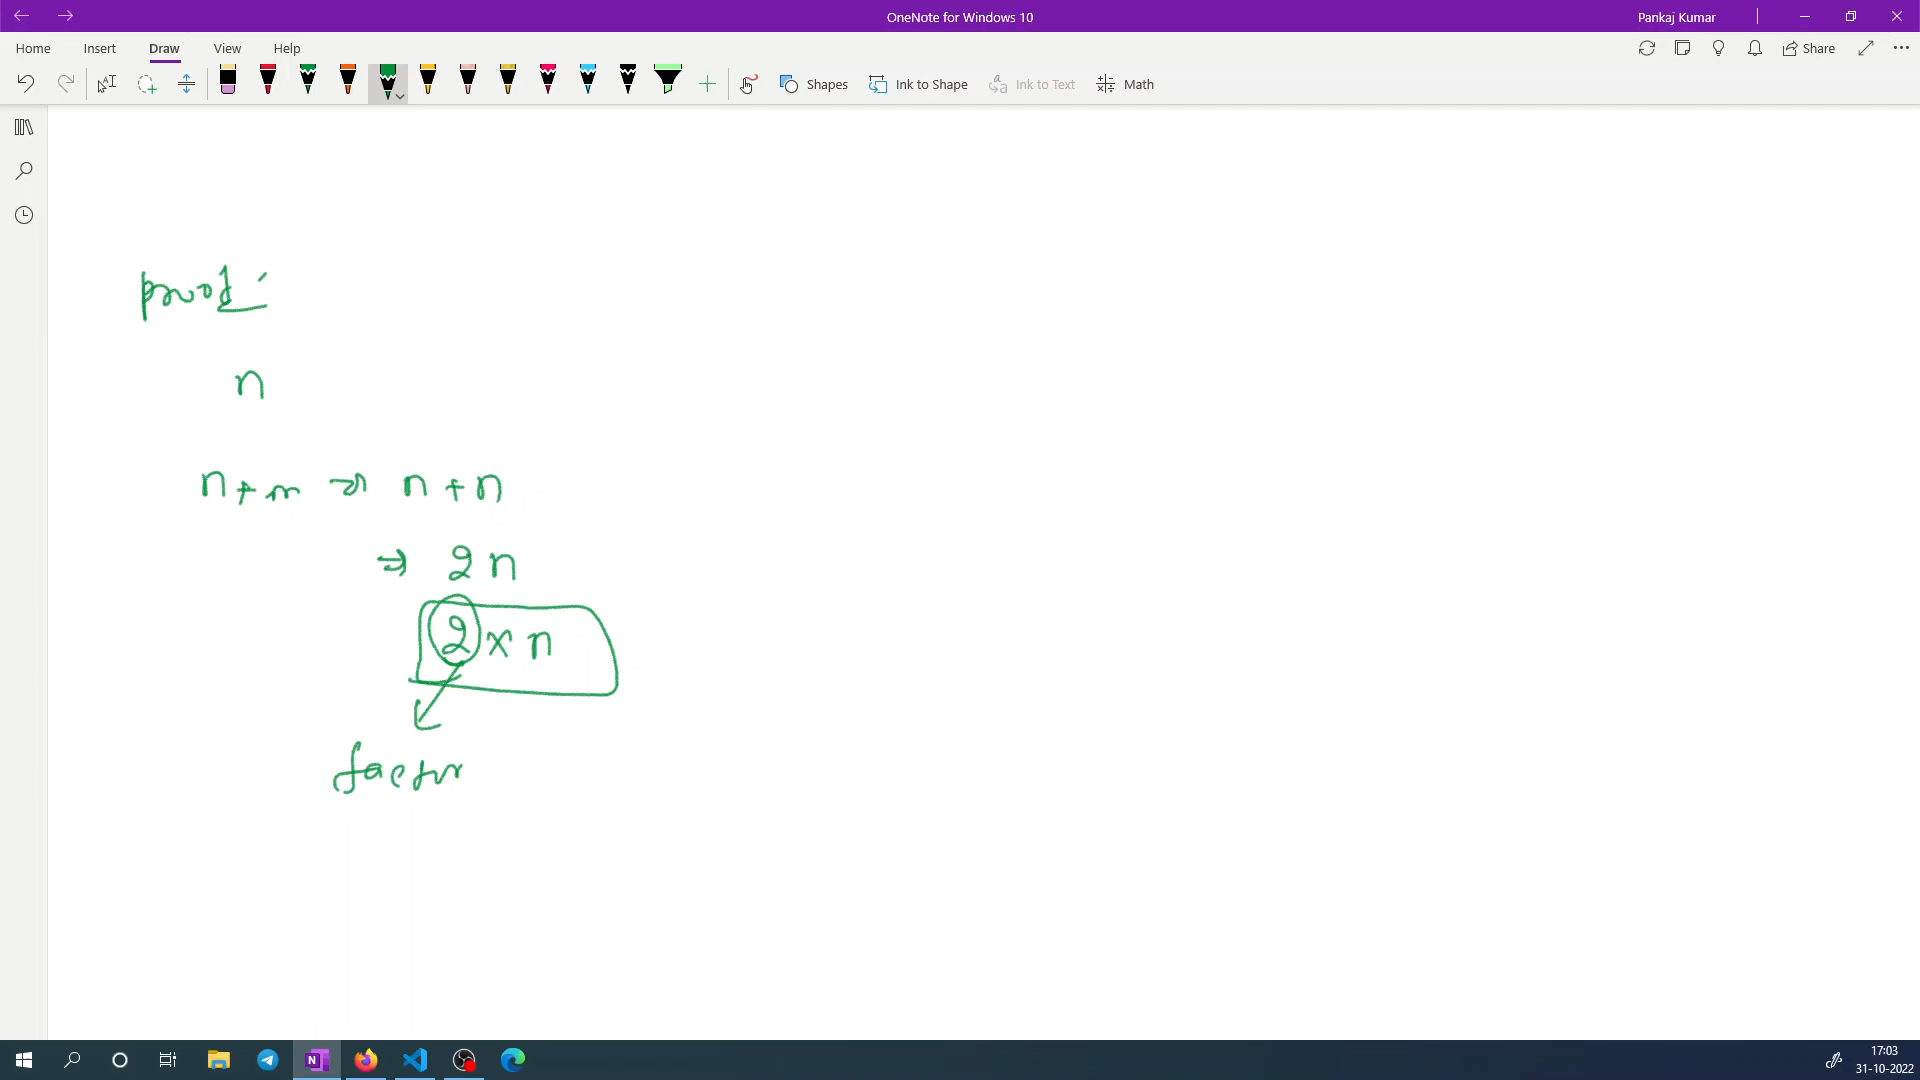 OneNote for Windows 10
Pankaj Kumar
Home Insert Draw View Help
Share
Shapes Ink to Shape Ink to Text Math
proof:
n
n+n ⇒ n+n
⇒ 2n
2×n
factor
17:03
31-10-2022